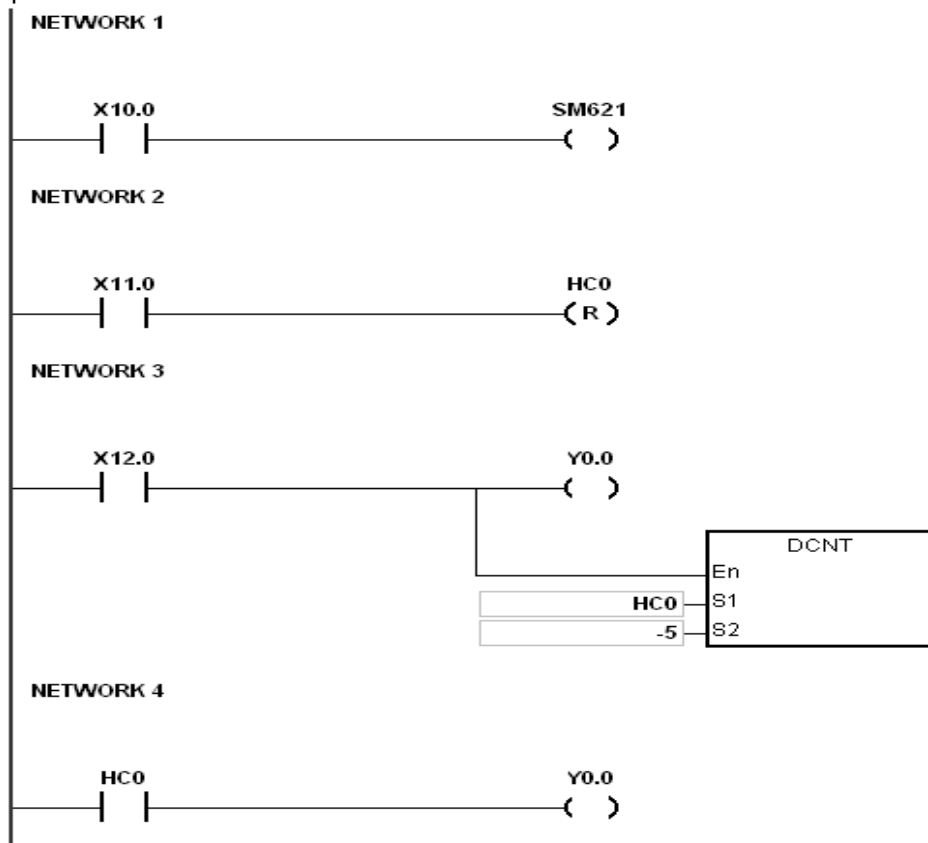 NETWORK 1
X10.0 SM621
( )
NETWORK 2
X11.0 HC0
( R )
NETWORK 3
X12.0 Y0.0
( )
DCNT
En
HC0 S1
-5 S2
NETWORK 4
HC0 Y0.0
( )